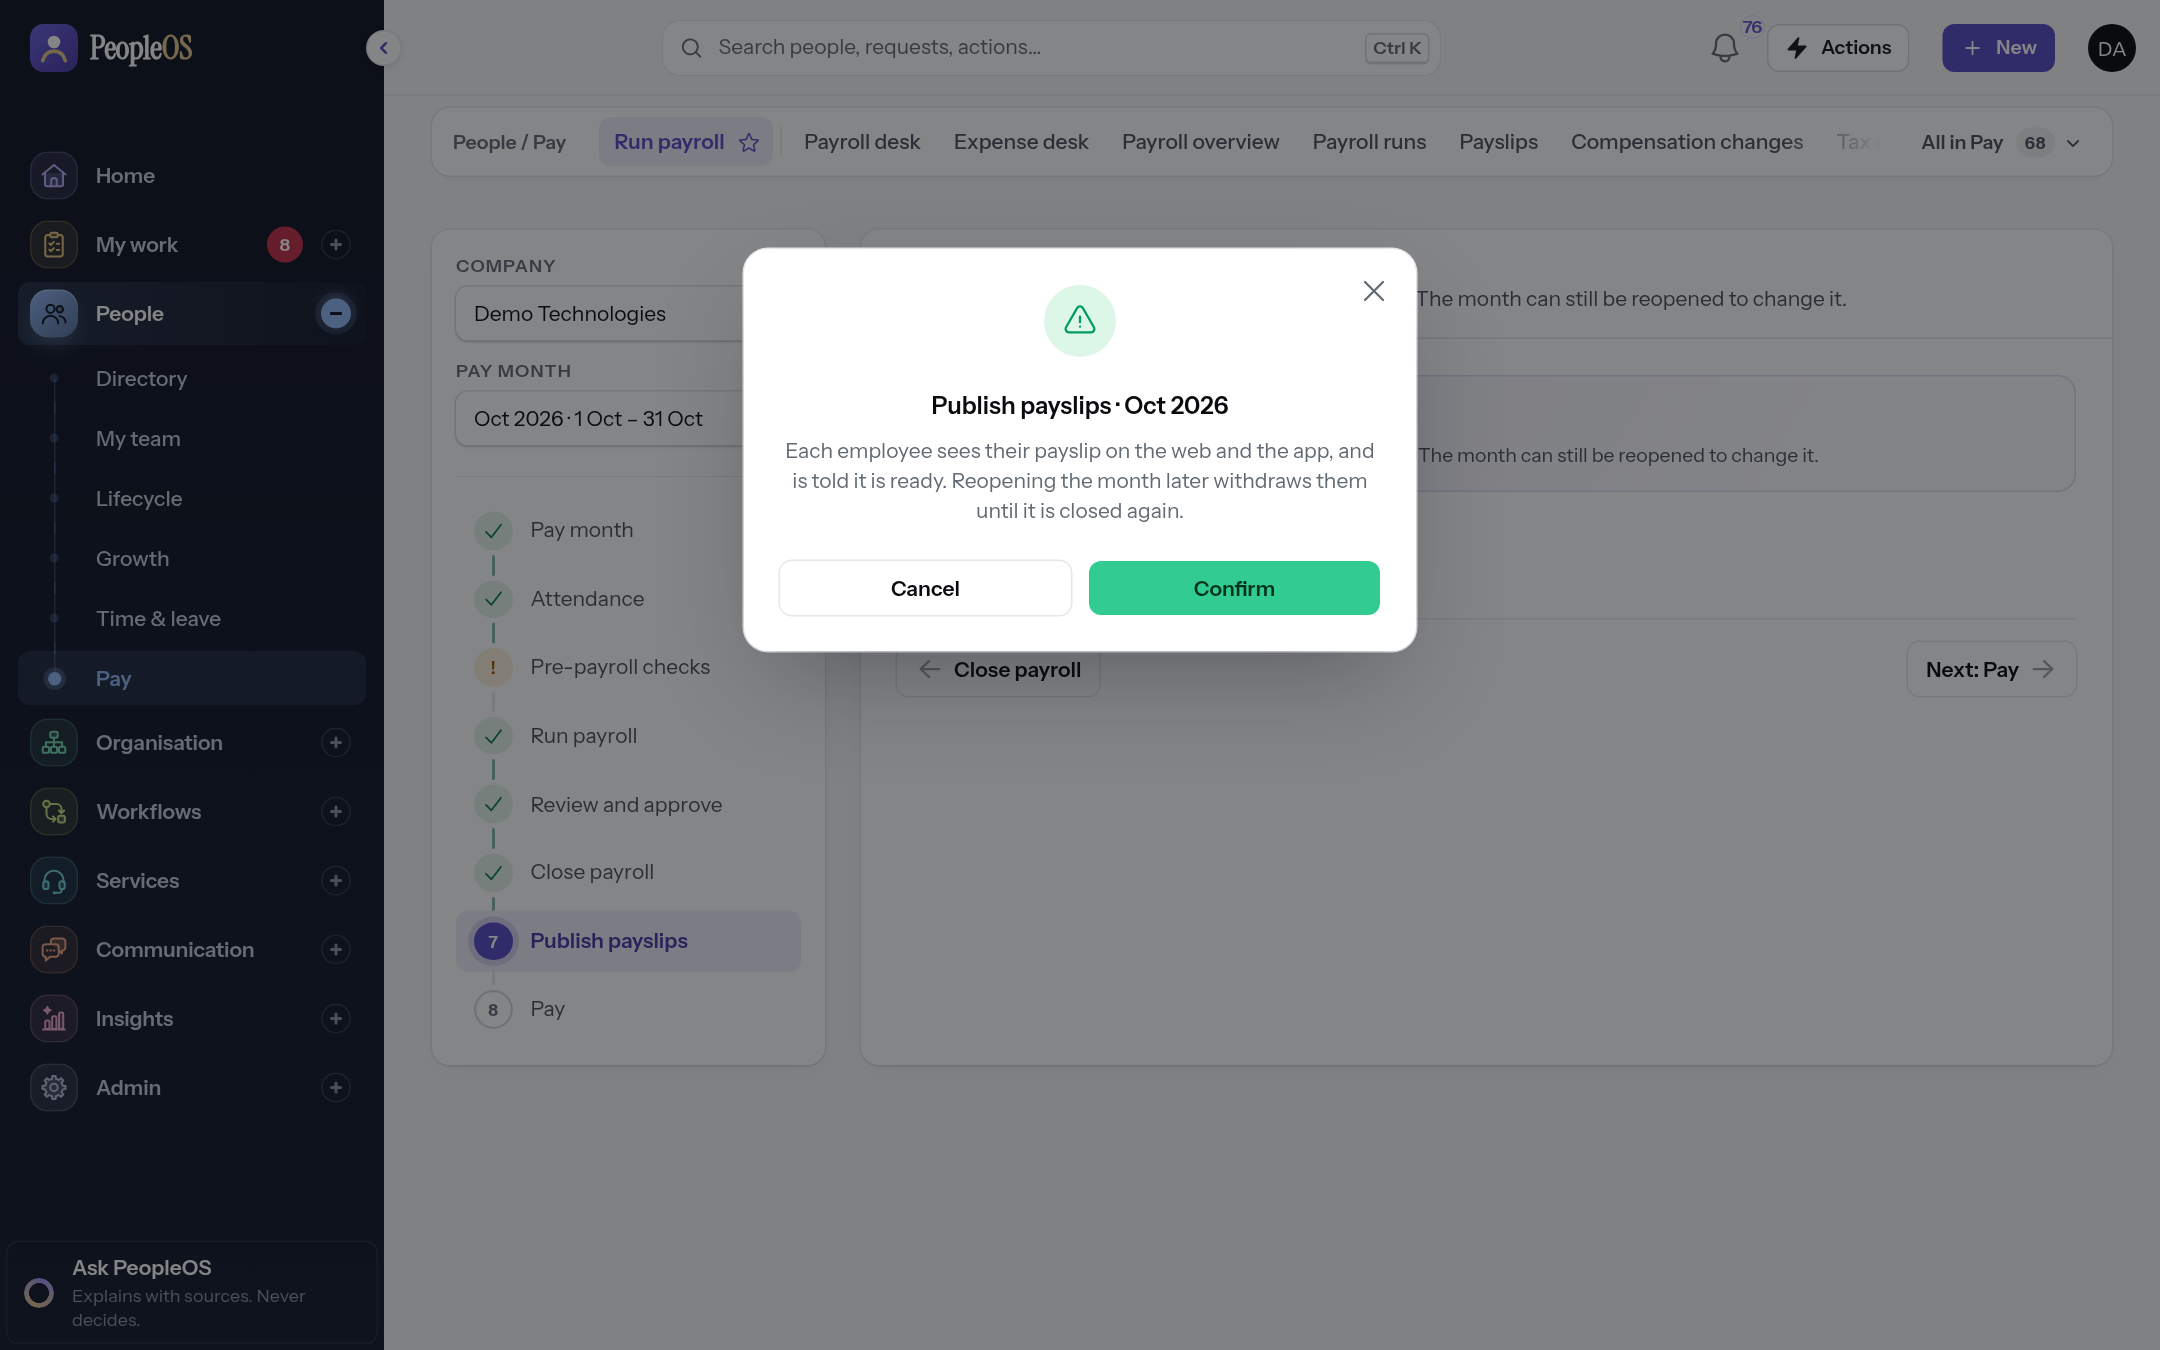 PeopleOS
Search people, requests, actions...
Ctrl K
76
Actions
New
DA
People / Pay
Run payroll
Payroll desk
Expense desk
Payroll overview
Payroll runs
Payslips
Compensation changes
Tax
All in Pay
68
Home
My work
8
People
Directory
My team
Lifecycle
Growth
Time & leave
Pay
Organisation
Workflows
Services
Communication
Insights
Admin
Ask PeopleOS
Explains with sources. Never
decides.
COMPANY
Demo Technologies
PAY MONTH
Oct 2026 · 1 Oct – 31 Oct
Pay month
Attendance
! Pre-payroll checks
Run payroll
Review and approve
Close payroll
7 Publish payslips
8 Pay
The month can still be reopened to change it.
The month can still be reopened to change it.
Close payroll
Next: Pay
Publish payslips · Oct 2026
Each employee sees their payslip on the web and the app, and
is told it is ready. Reopening the month later withdraws them
until it is closed again.
Cancel
Confirm